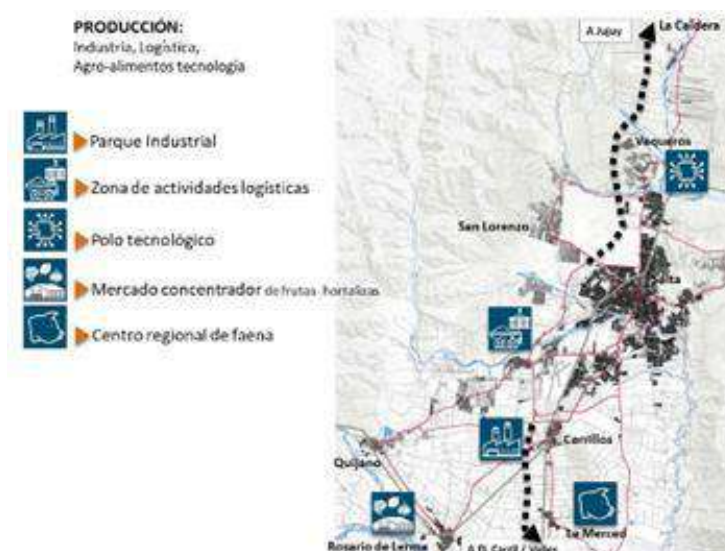 PRODUCCIÓN:
Industria, Logística,
Agro-alimentos tecnología
Parque Industrial
Zona de actividades logísticas
Polo tecnológico
Mercado concentrador de frutas hortalizas
Centro regional de faena
A Jujuy
La Caldera
Vaqueros
San Lorenzo
Salta
Cerrillos
Quijano
La Merced
Rosario de Lerma